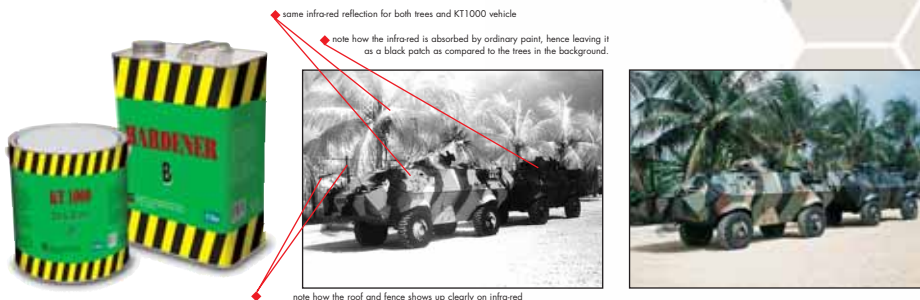 same infra-red reflection for both trees and KT1000 vehicle
note how the infra-red is absorbed by ordinary paint, hence leaving it
as a black patch as compared to the trees in the background.
HARDENER
B
KT 1000
note how the roof and fence shows up clearly on infra-red